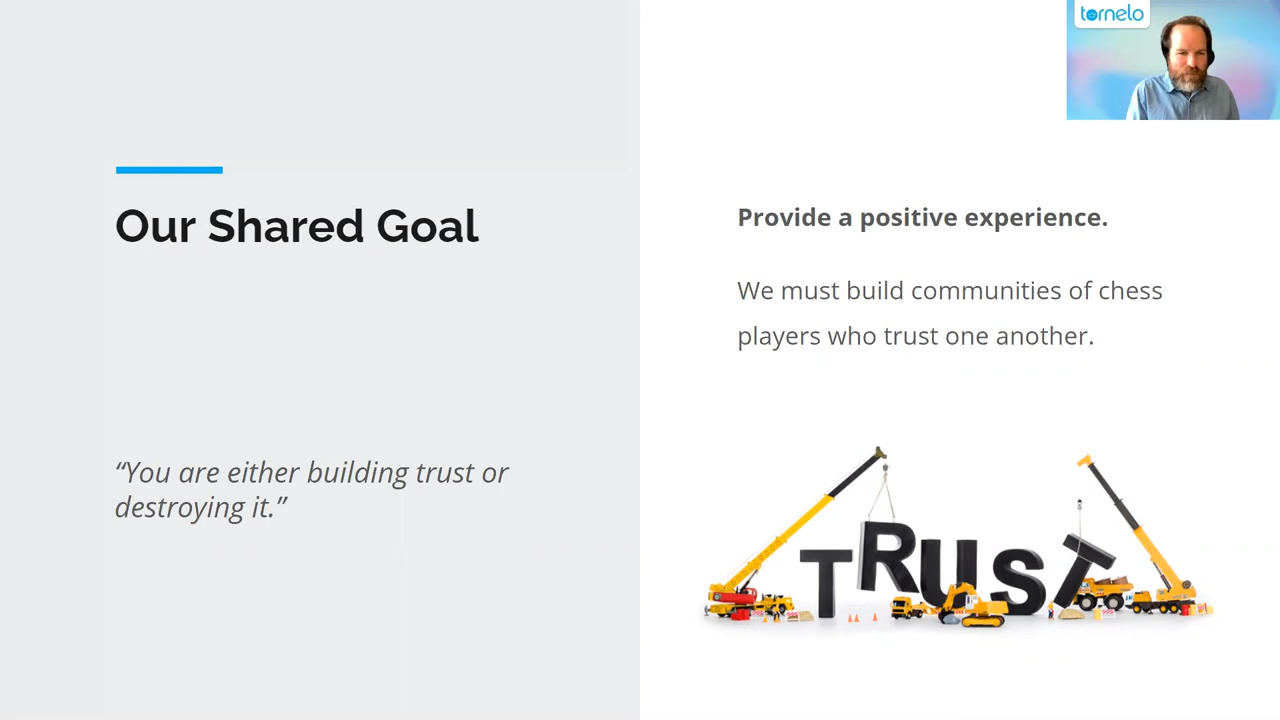 tornelo
Our Shared Goal
“You are either building trust or
destroying it.”
Provide a positive experience.
We must build communities of chess
players who trust one another.
TRUST